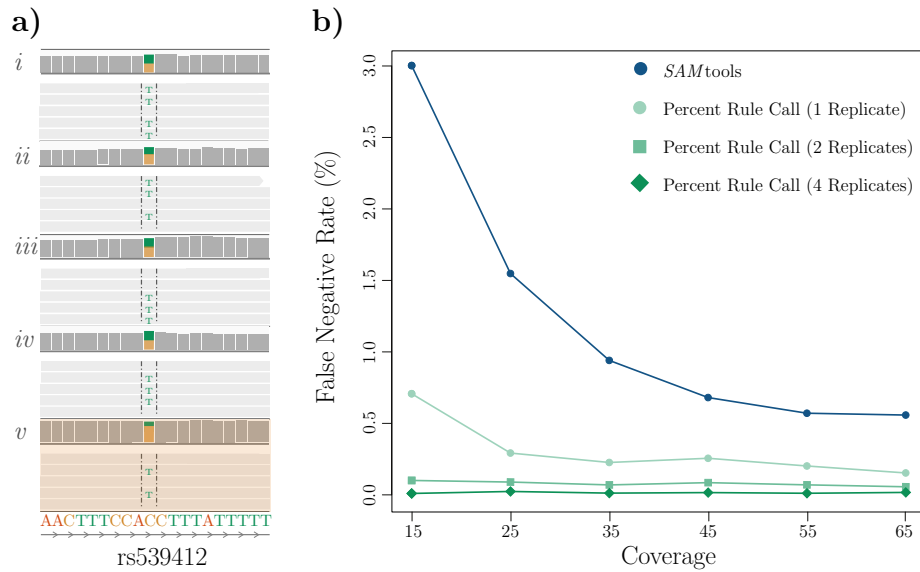 a)
i
T
T
T
T
ii
T
T
T
iii
T
T
T
iv
T
T
T
v
T
T
AACTTTCCACCTTTATTTTT
rs539412
b)
False Negative Rate (%)
3.0
2.5
2.0
1.5
1.0
0.5
0.0
SAMtools
Percent Rule Call (1 Replicate)
Percent Rule Call (2 Replicates)
Percent Rule Call (4 Replicates)
15 25 35 45 55 65
Coverage